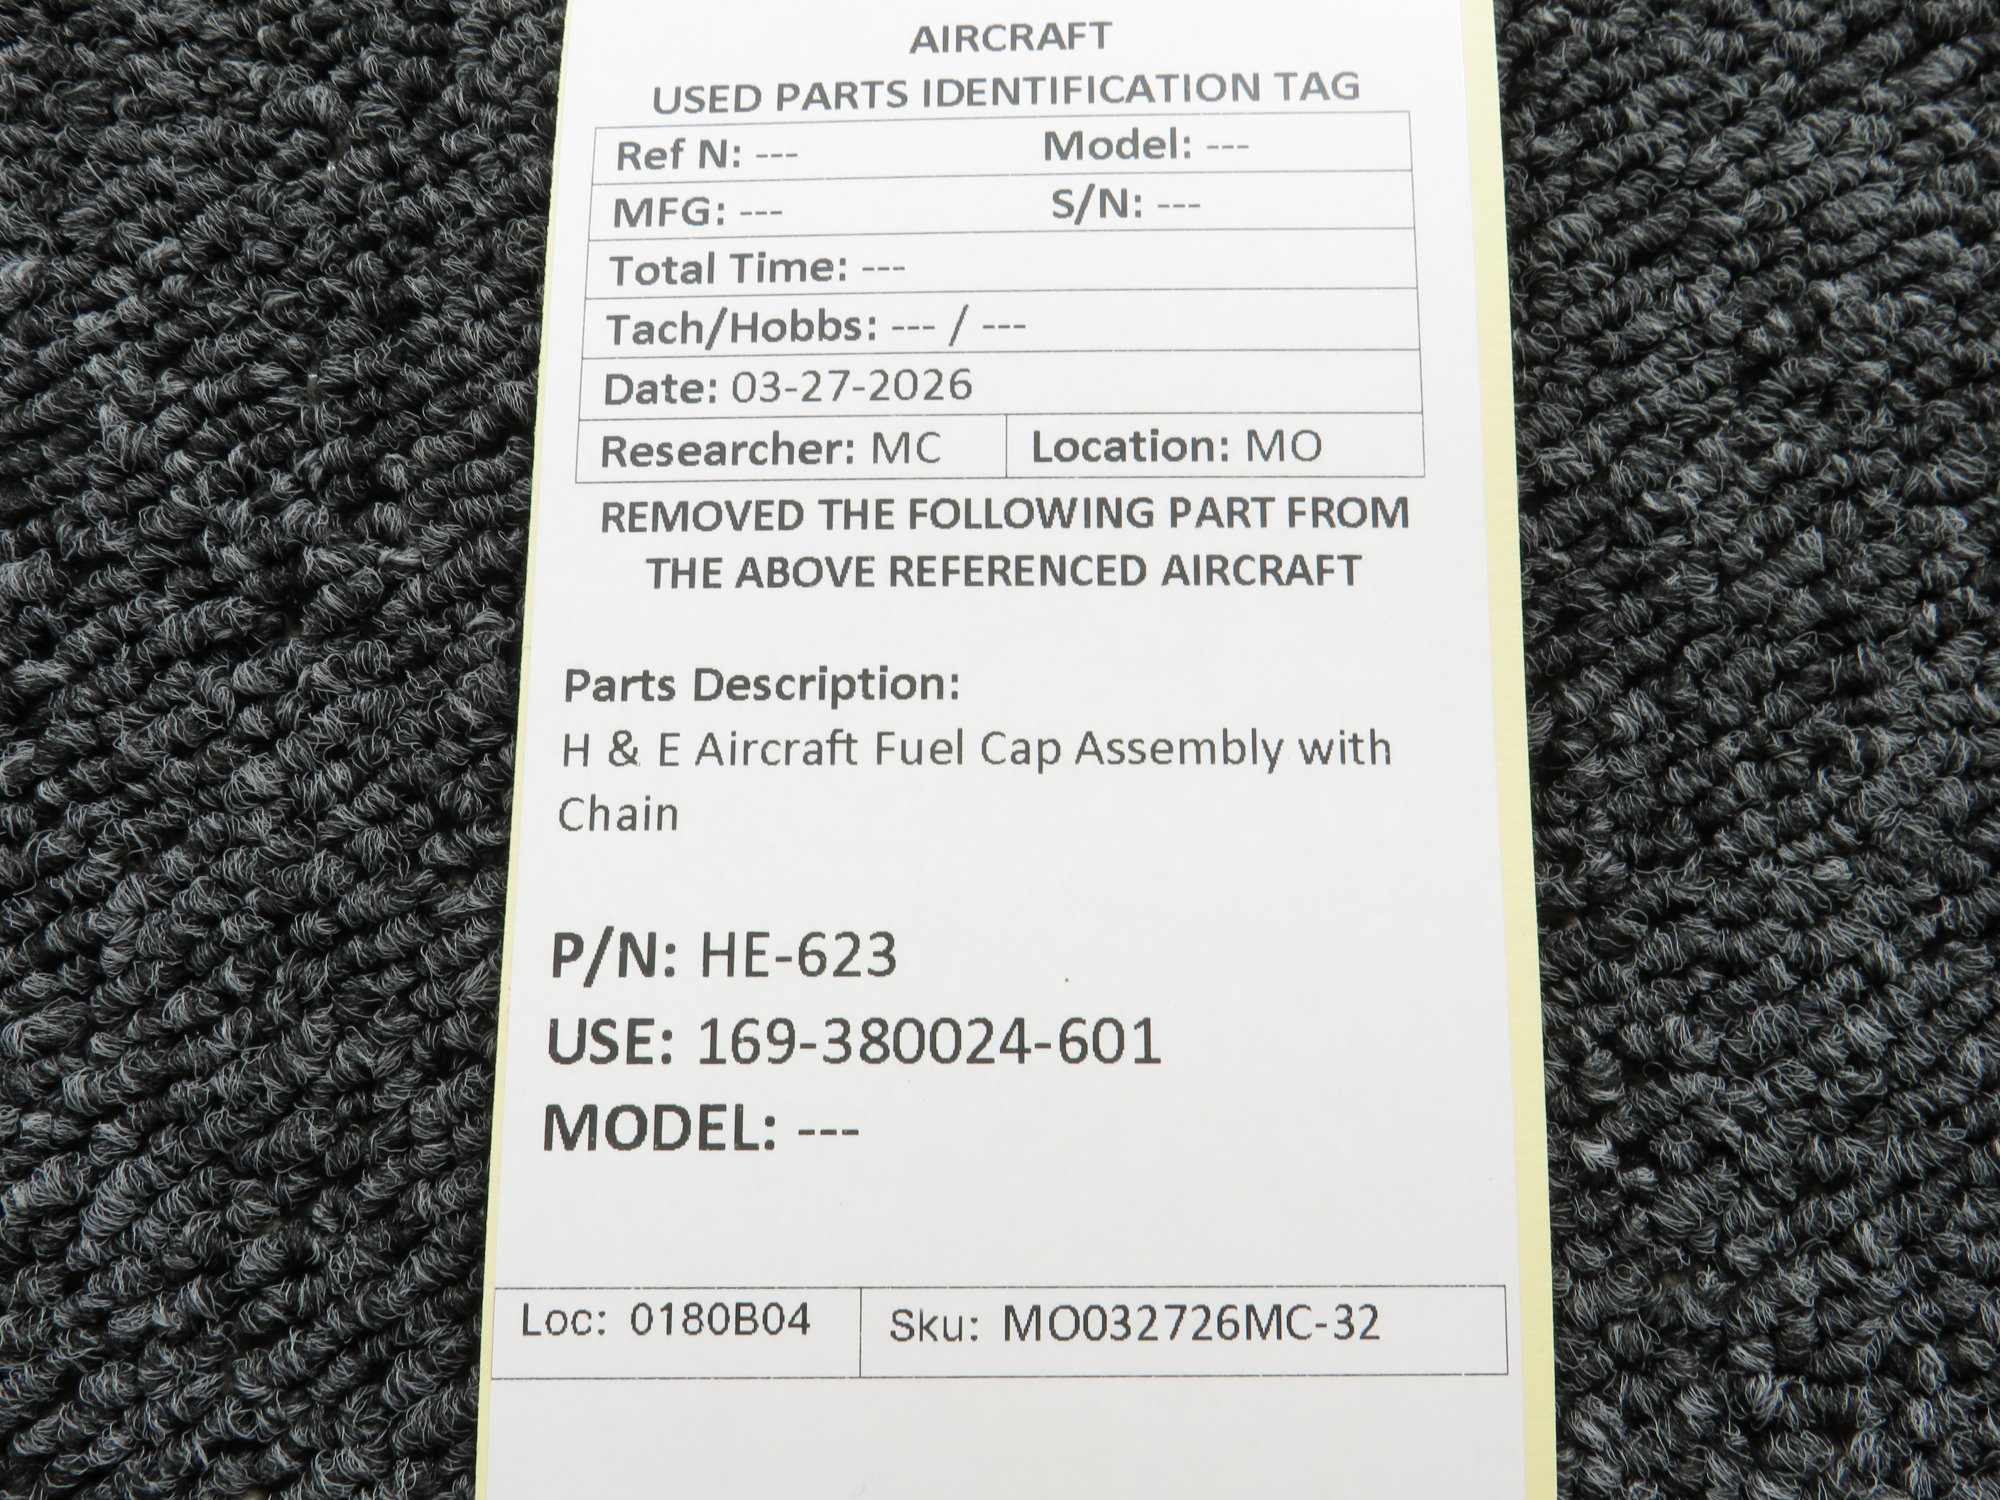 AIRCRAFT
USED PARTS IDENTIFICATION TAG
Ref N: --- Model: ---
MFG: --- S/N: ---
Total Time: ---
Tach/Hobbs: --- / ---
Date: 03-27-2026
Researcher: MC Location: MO
REMOVED THE FOLLOWING PART FROM
THE ABOVE REFERENCED AIRCRAFT
Parts Description:
H & E Aircraft Fuel Cap Assembly with
Chain
P/N: HE-623
USE: 169-380024-601
MODEL: ---
Loc: 0180B04 Sku: MO032726MC-32